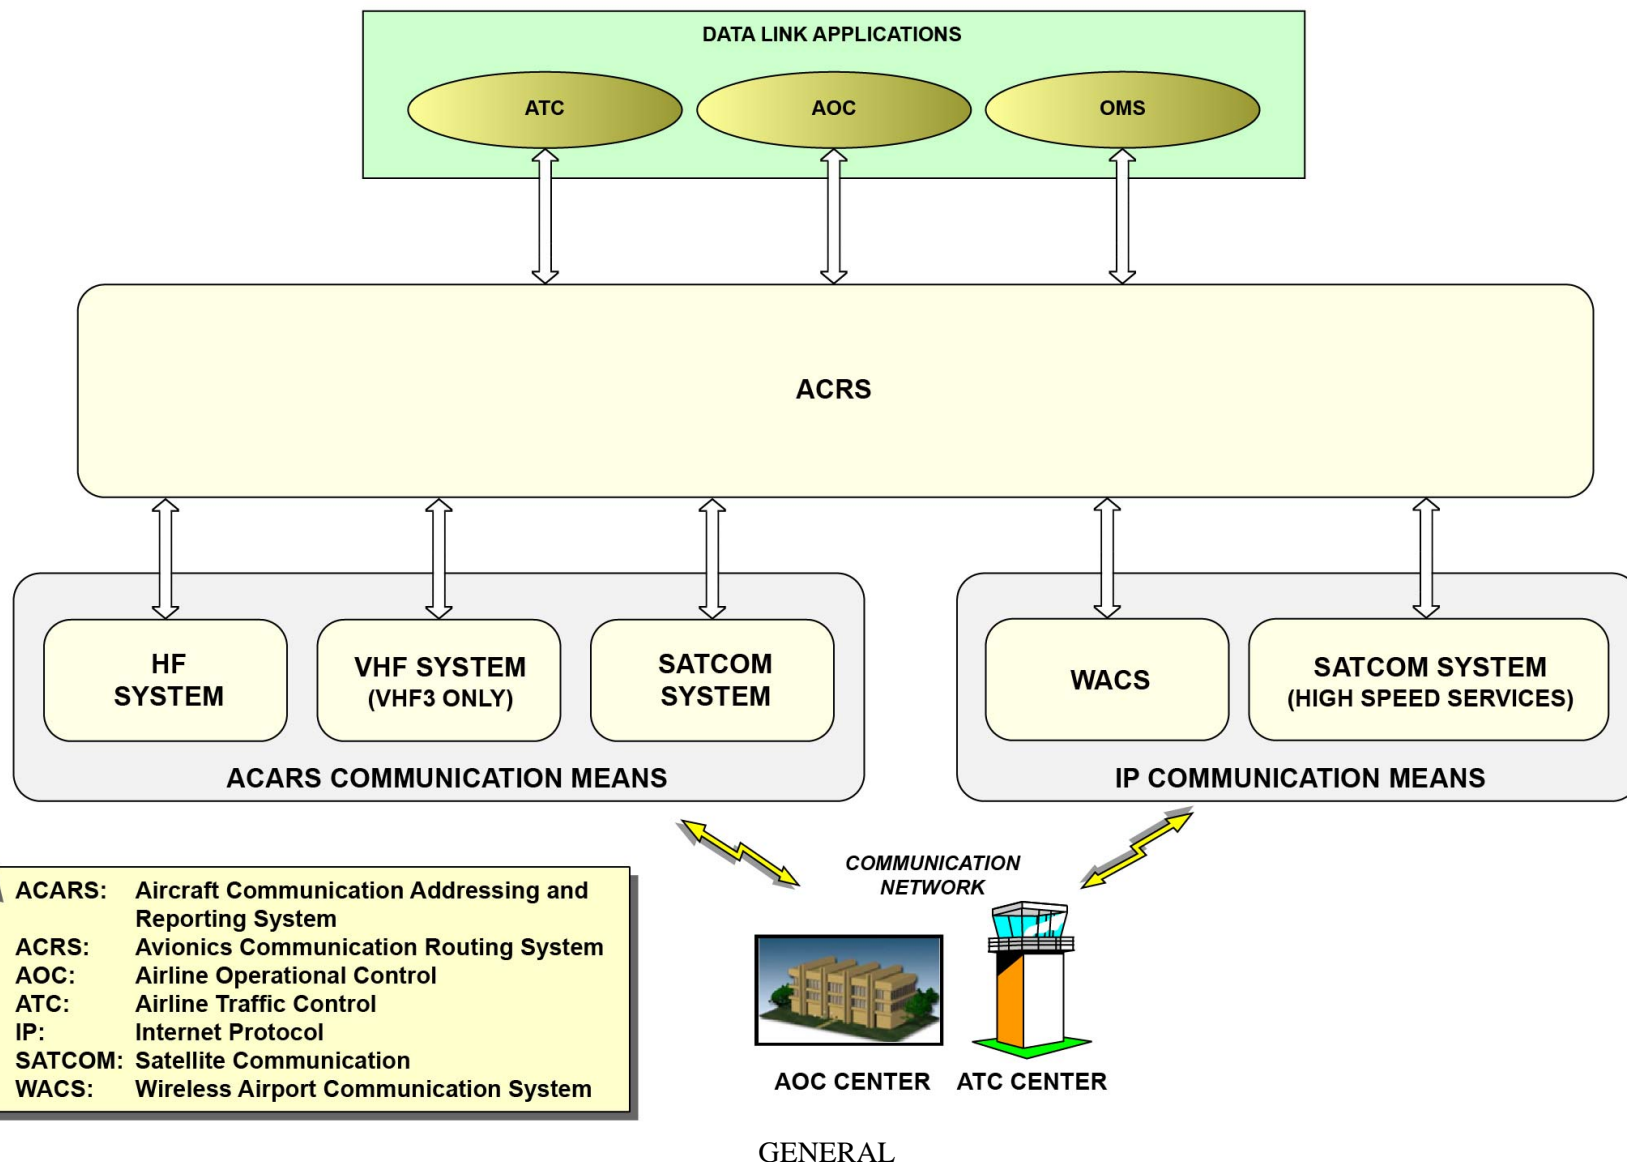 DATA LINK APPLICATIONS
ATC
AOC
OMS
ACRS
HF
SYSTEM
VHF SYSTEM
(VHF3 ONLY)
SATCOM
SYSTEM
ACARS COMMUNICATION MEANS
WACS
SATCOM SYSTEM
(HIGH SPEED SERVICES)
IP COMMUNICATION MEANS
COMMUNICATION
NETWORK
AOC CENTER
ATC CENTER
ACARS: Aircraft Communication Addressing and
Reporting System
ACRS: Avionics Communication Routing System
AOC: Airline Operational Control
ATC: Airline Traffic Control
IP: Internet Protocol
SATCOM: Satellite Communication
WACS: Wireless Airport Communication System
GENERAL